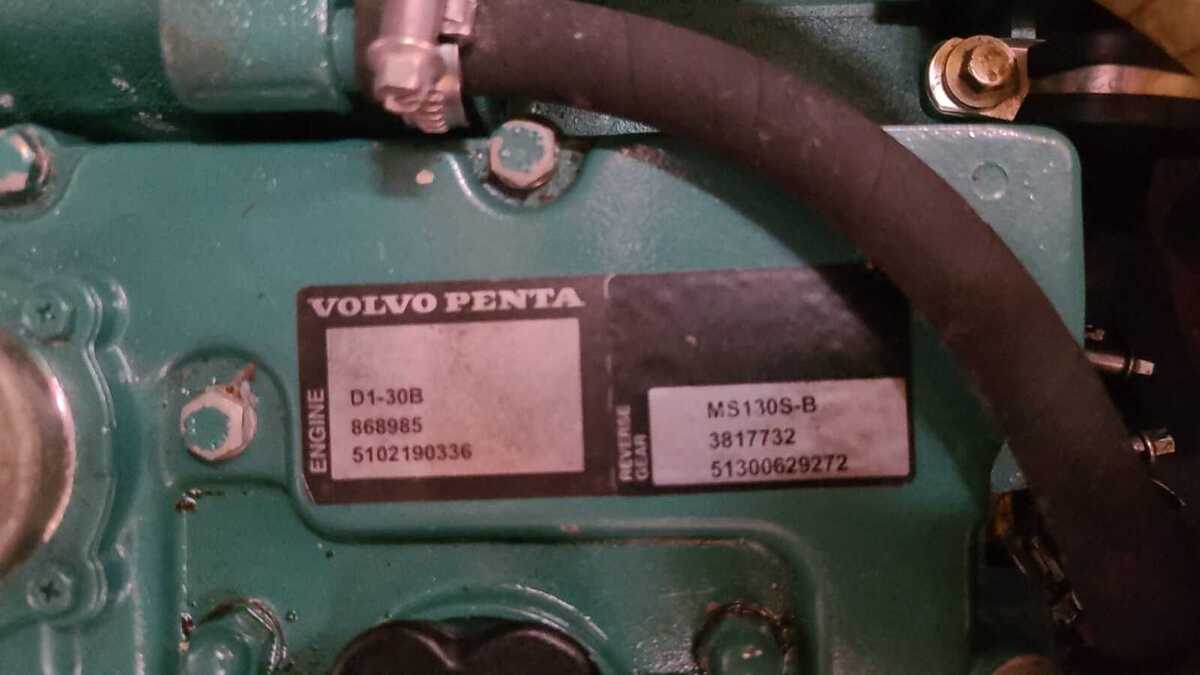 VOLVO PENTA
ENGINE
D1-30B
868985
5102190336
REVERSE
GEAR
MS130S-B
3817732
51300629272